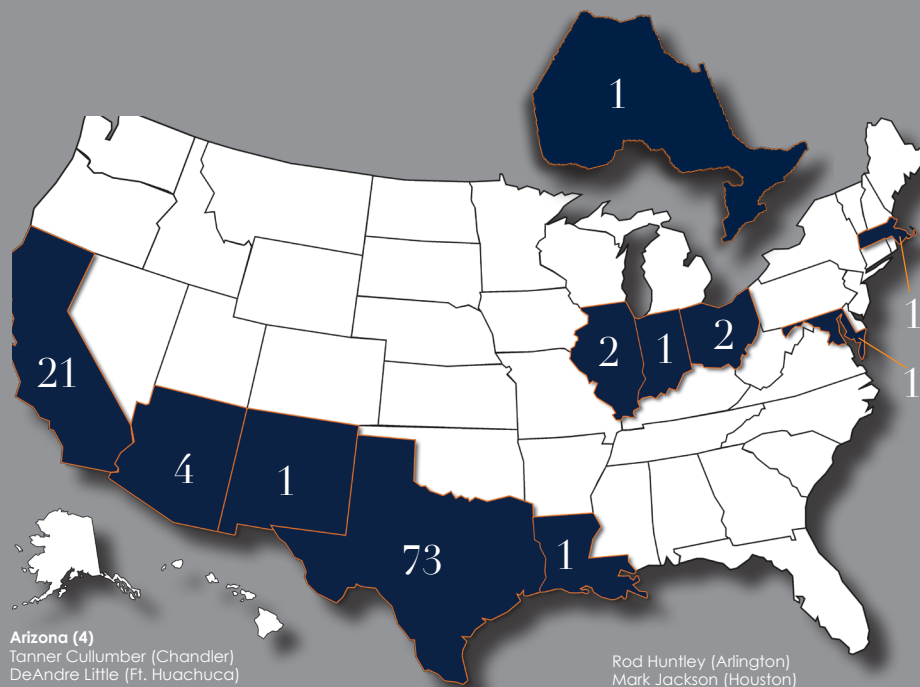 1
1
2
1
2
1
21
4
1
73
1
Arizona (4)
Tanner Cullumber (Chandler)
DeAndre Little (Ft. Huachuca)
Rod Huntley (Arlington)
Mark Jackson (Houston)